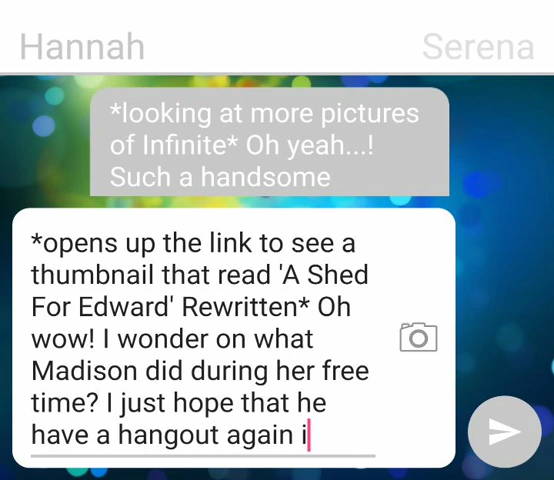 Hannah
Serena
*looking at more pictures
of Infinite* Oh yeah...!
Such a handsome
*opens up the link to see a
thumbnail that read 'A Shed
For Edward' Rewritten* Oh
wow! I wonder on what
Madison did during her free
time? I just hope that he
have a hangout again i